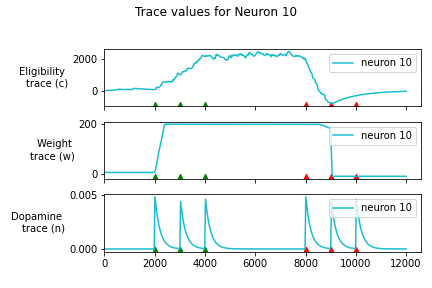 Trace values for Neuron 10
Eligibility
trace (c)
2000
0
neuron 10
Weight
trace (w)
200
0
neuron 10
Dopamine
trace (n)
0.005
0.000
neuron 10
0
2000
4000
6000
8000
10000
12000